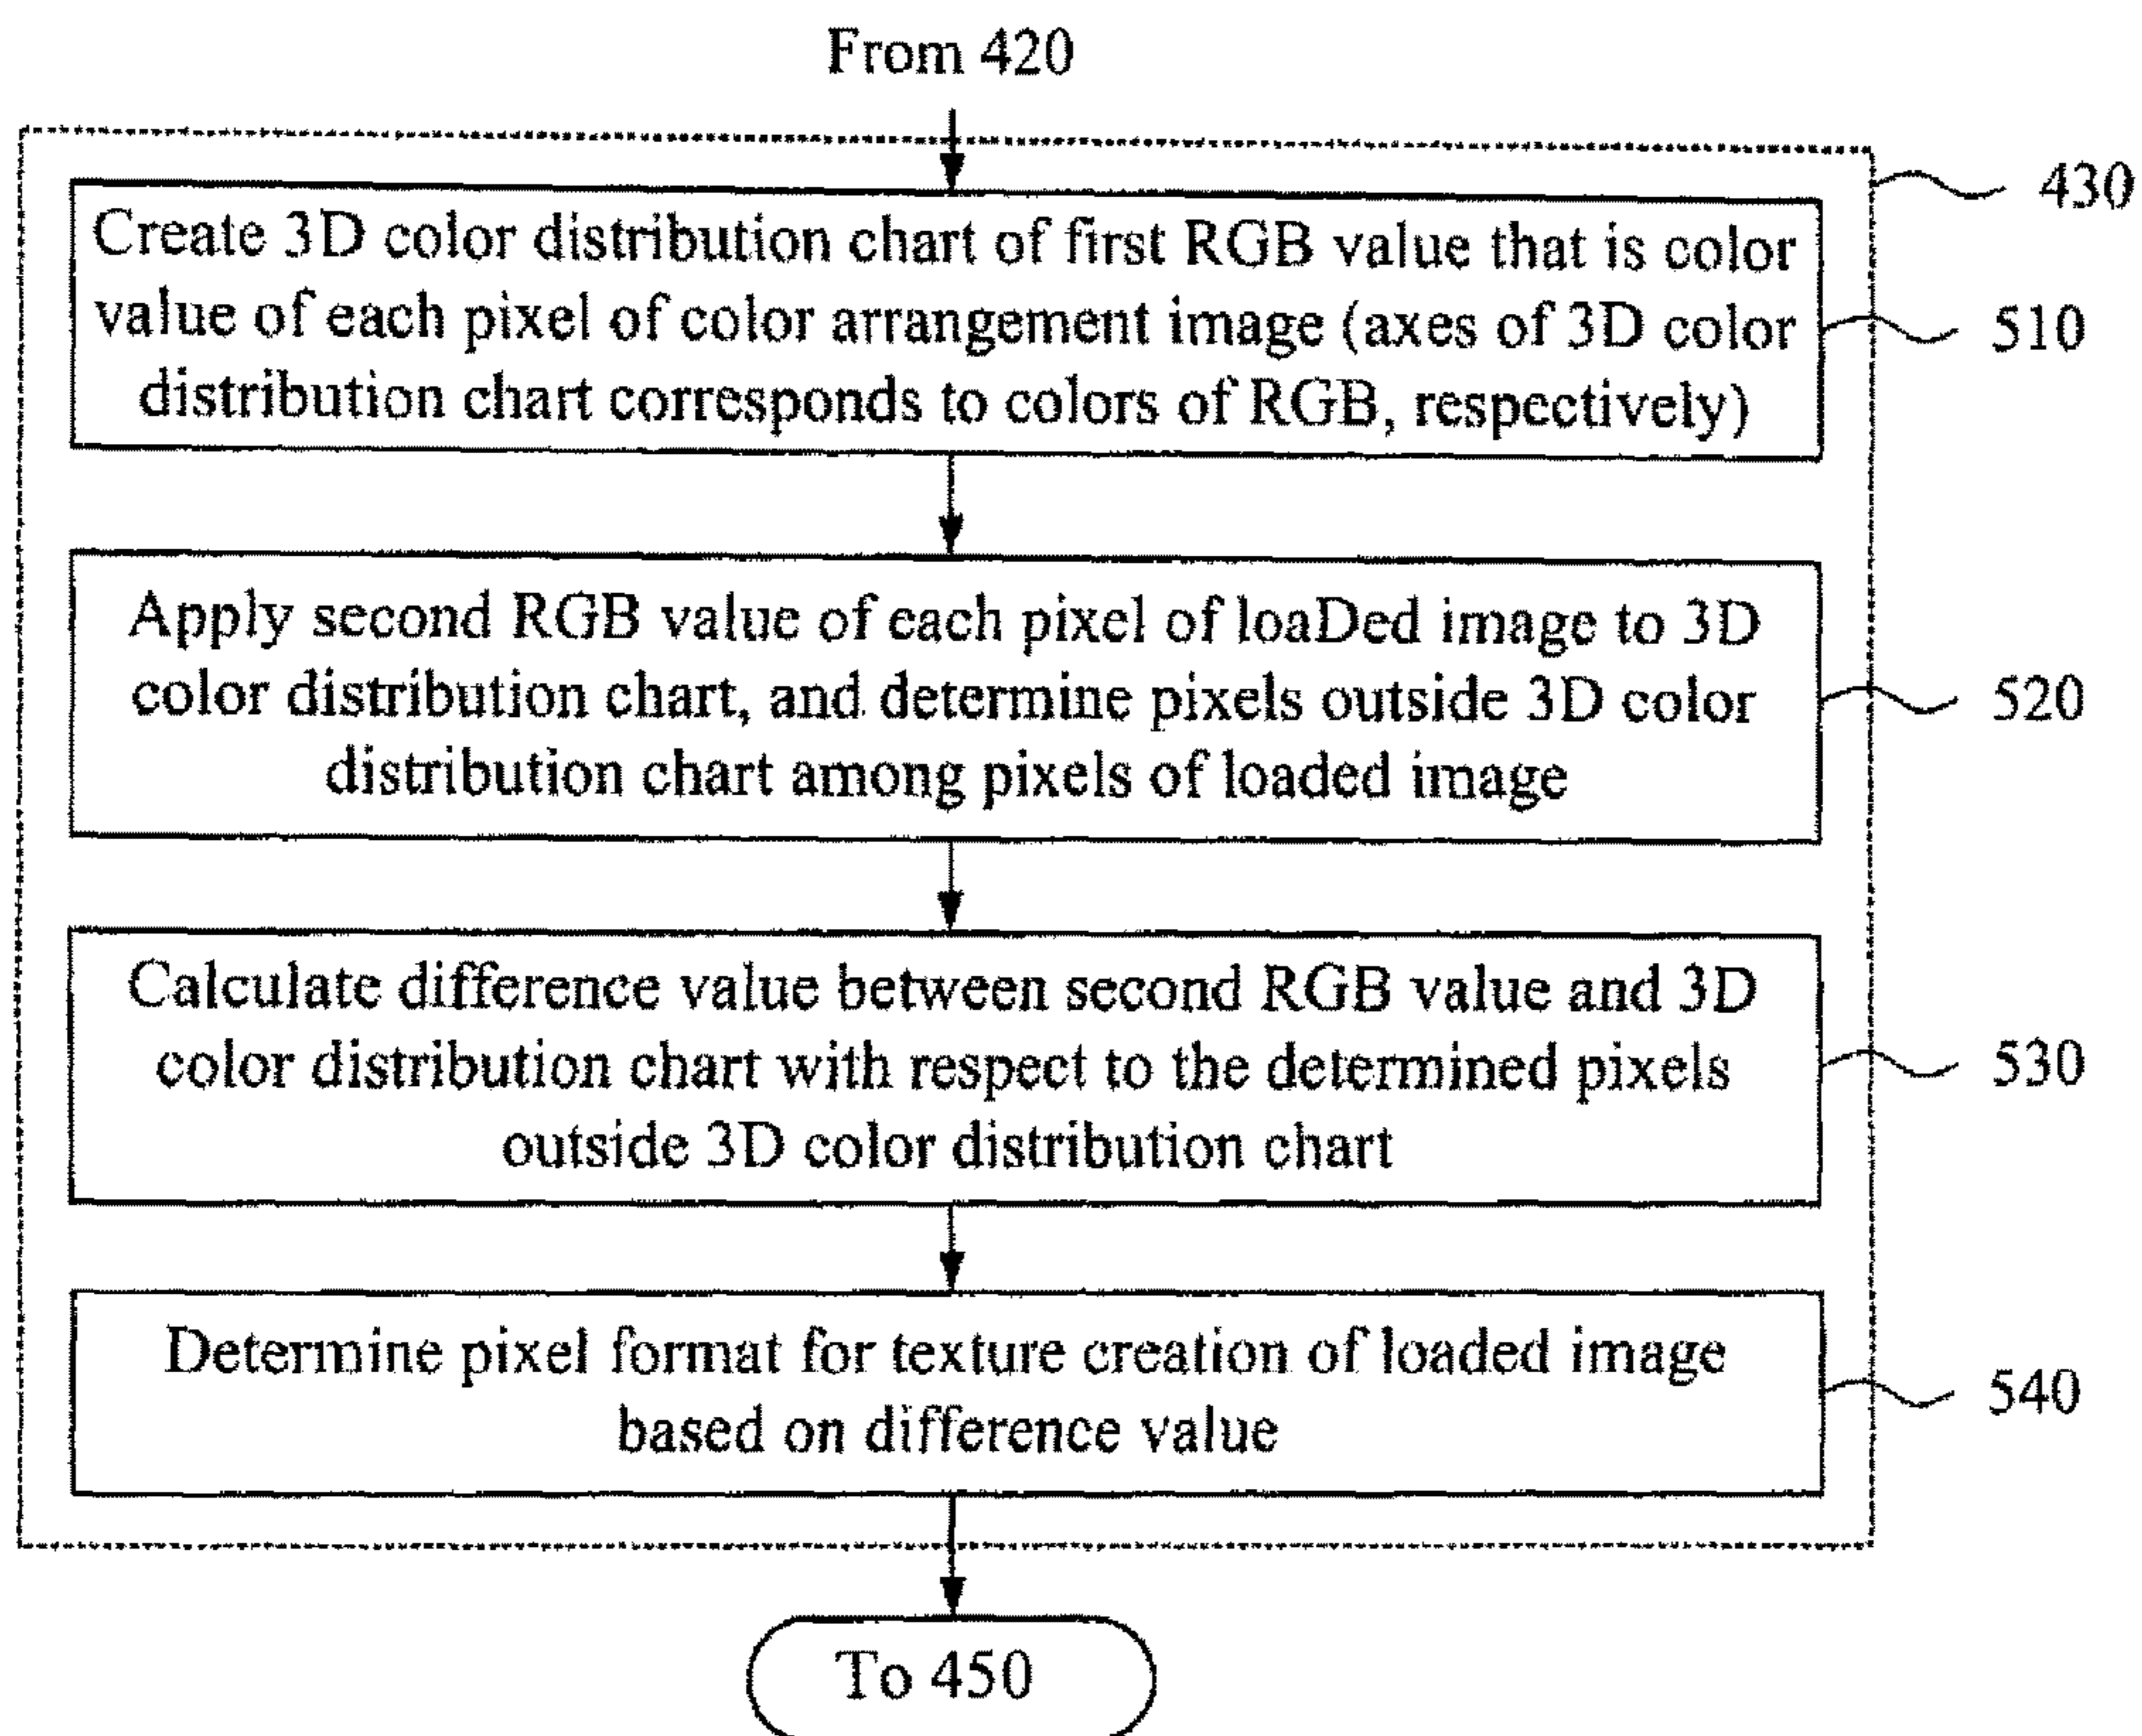 From 420
430
Create 3D color distribution chart of first RGB value that is color
value of each pixel of color arrangement image (axes of 3D color
distribution chart corresponds to colors of RGB, respectively)
510
Apply second RGB value of each pixel of loaDed image to 3D
color distribution chart, and determine pixels outside 3D color
distribution chart among pixels of loaded image
520
Calculate difference value between second RGB value and 3D
color distribution chart with respect to the determined pixels
outside 3D color distribution chart
530
Determine pixel format for texture creation of loaded image
based on difference value
540
To 450